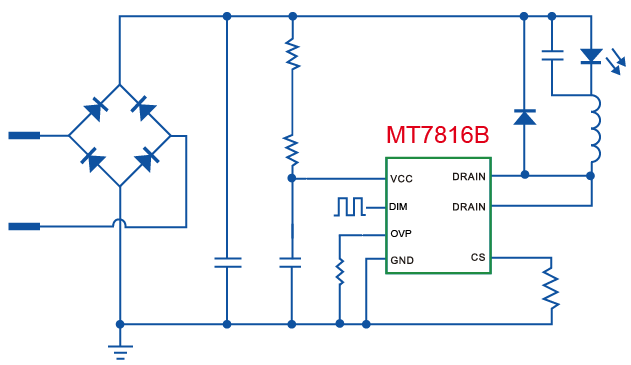 MT7816B
VCC
DRAIN
DIM
DRAIN
OVP
GND
CS